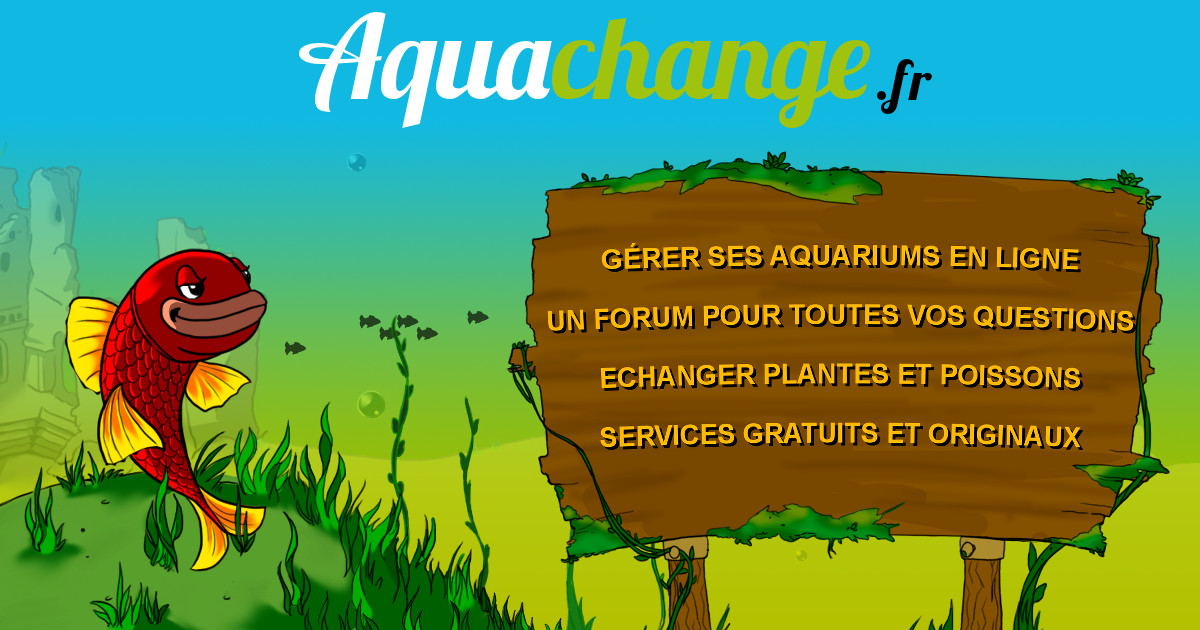 Aquachange.fr
GÉRER SES AQUARIUMS EN LIGNE
UN FORUM POUR TOUTES VOS QUESTIONS
ECHANGER PLANTES ET POISSONS
SERVICES GRATUITS ET ORIGINAUX